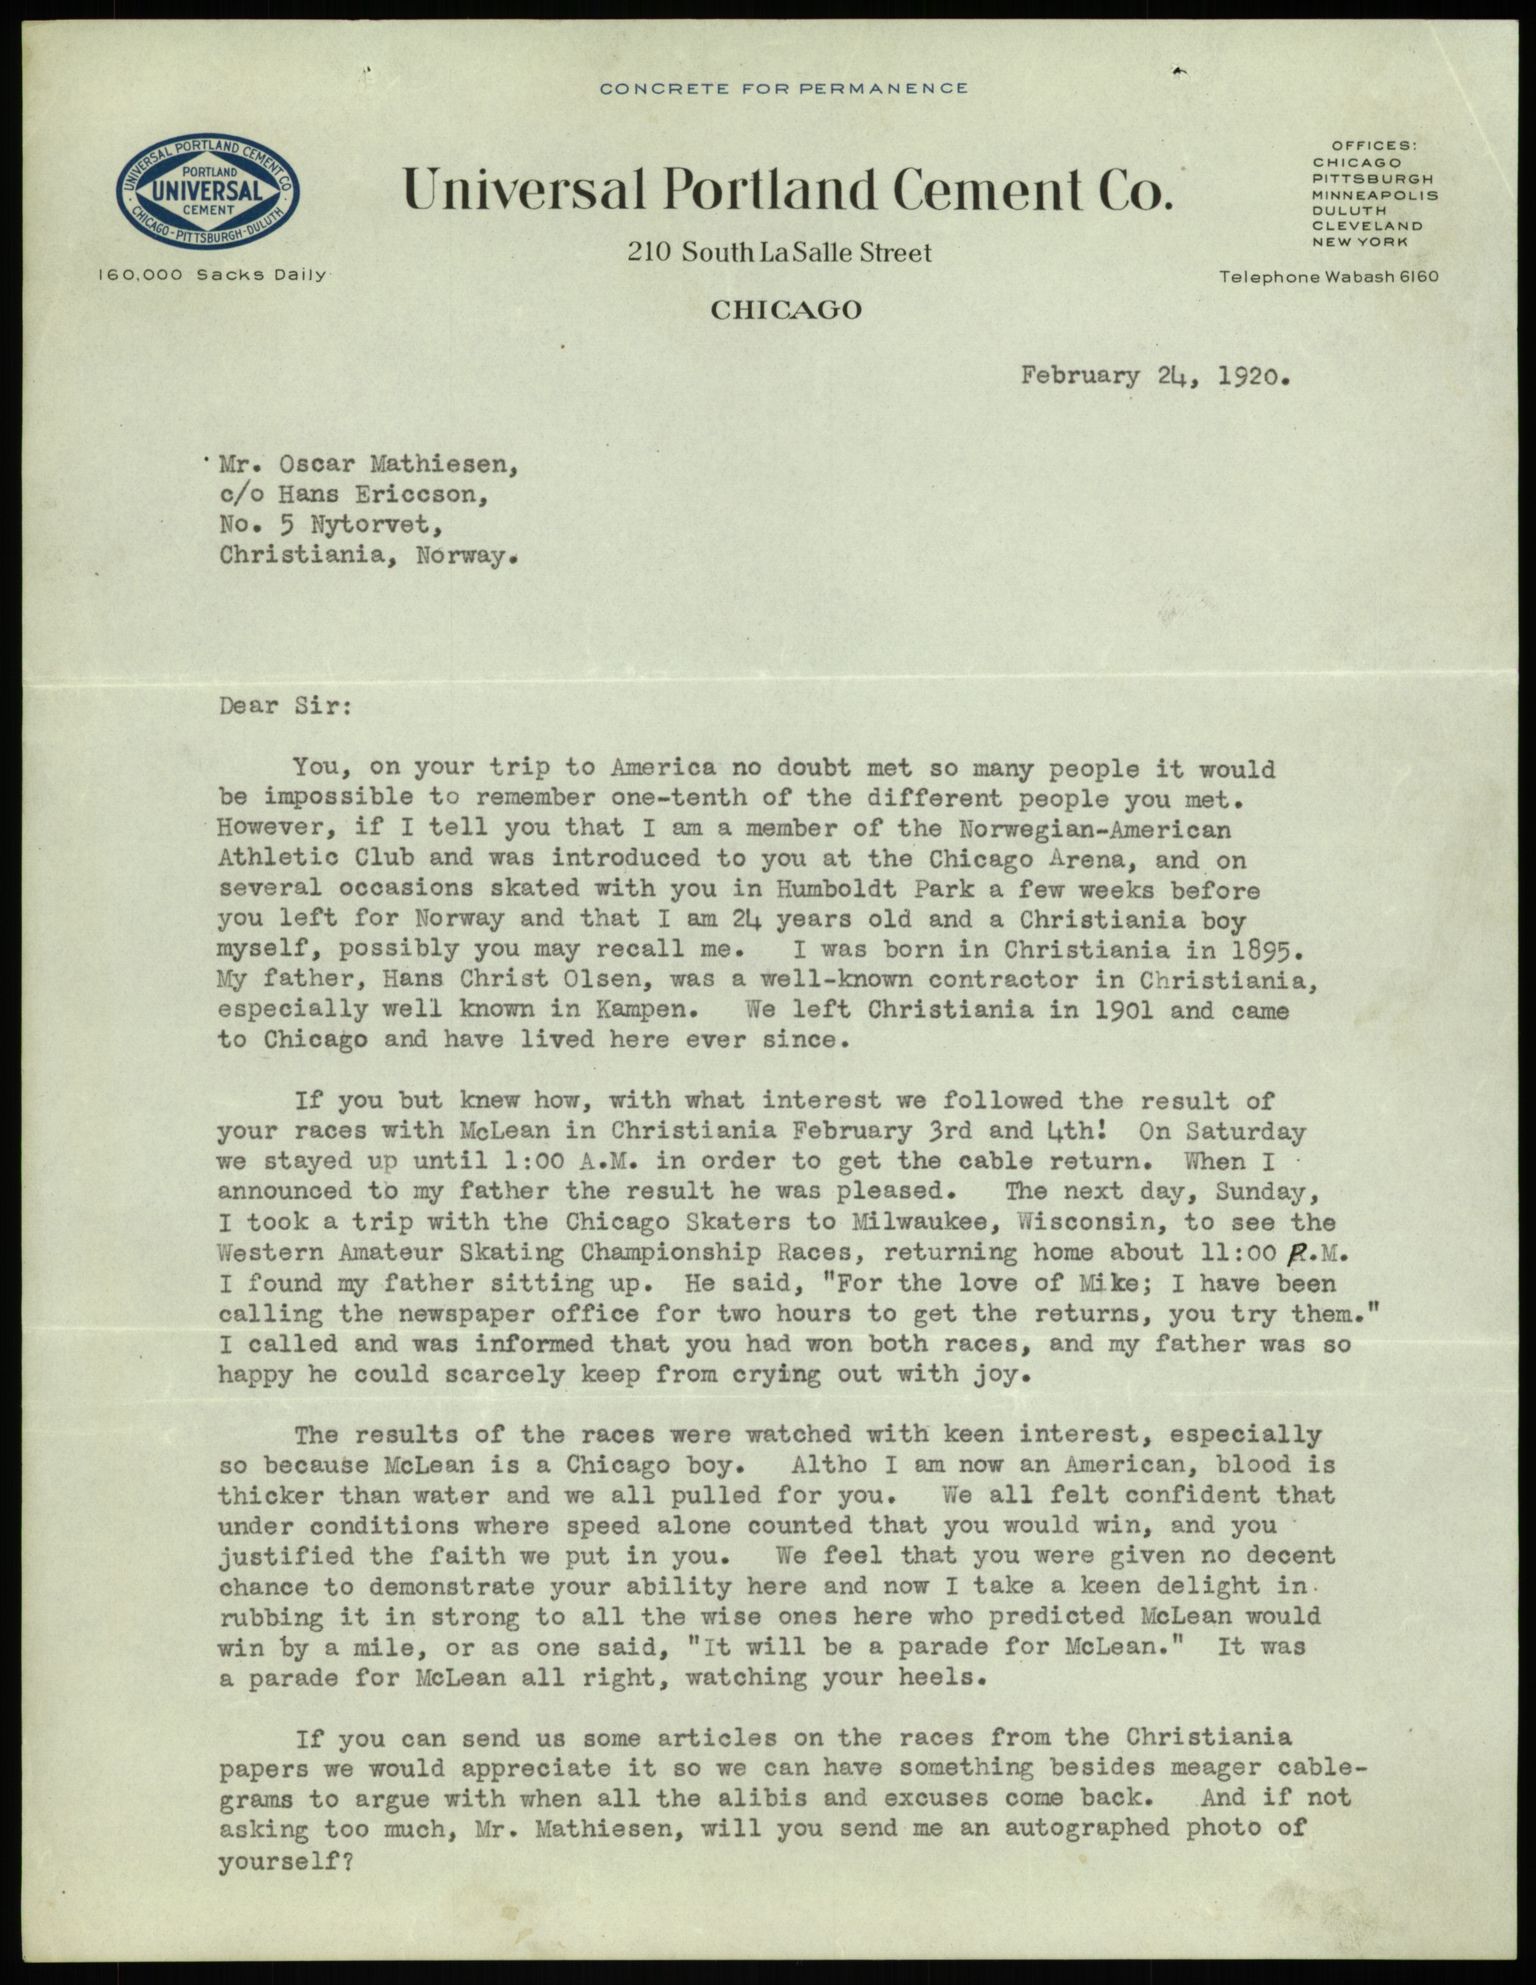 CONCRETE FOR PERMANENCE
UNIVERSAL PORTLAND CEMENT CO.
PORTLAND
UNIVERSAL
CEMENT
CHICAGO-PITTSBURGH-DULUTH
160,000 Sacks Daily
Universal Portland Cement Co.
210 South LaSalle Street
CHICAGO
OFFICES:
CHICAGO
PITTSBURGH
MINNEAPOLIS
DULUTH
CLEVELAND
NEW YORK
Telephone Wabash 6160
February 24, 1920.
Mr. Oscar Mathiesen,
c/o Hans Ericcson,
No. 5 Nytorvet,
Christiania, Norway.
Dear Sir:
You, on your trip to America no doubt met so many people it would
be impossible to remember one-tenth of the different people you met.
However, if I tell you that I am a member of the Norwegian-American
Athletic Club and was introduced to you at the Chicago Arena, and on
several occasions skated with you in Humboldt Park a few weeks before
you left for Norway and that I am 24 years old and a Christiania boy
myself, possibly you may recall me. I was born in Christiania in 1895.
My father, Hans Christ Olsen, was a well-known contractor in Christiania,
especially well known in Kampen. We left Christiania in 1901 and came
to Chicago and have lived here ever since.
If you but knew how, with what interest we followed the result of
your races with McLean in Christiania February 3rd and 4th! On Saturday
we stayed up until 1:00 A.M. in order to get the cable return. When I
announced to my father the result he was pleased. The next day, Sunday,
I took a trip with the Chicago Skaters to Milwaukee, Wisconsin, to see the
Western Amateur Skating Championship Races, returning home about 11:00 P.M.
I found my father sitting up. He said, "For the love of Mike; I have been
calling the newspaper office for two hours to get the returns, you try them."
I called and was informed that you had won both races, and my father was so
happy he could scarcely keep from crying out with joy.
The results of the races were watched with keen interest, especially
so because McLean is a Chicago boy. Altho I am now an American, blood is
thicker than water and we all pulled for you. We all felt confident that
under conditions where speed alone counted that you would win, and you
justified the faith we put in you. We feel that you were given no decent
chance to demonstrate your ability here and now I take a keen delight in
rubbing it in strong to all the wise ones here who predicted McLean would
win by a mile, or as one said, "It will be a parade for McLean." It was
a parade for McLean all right, watching your heels.
If you can send us some articles on the races from the Christiania
papers we would appreciate it so we can have something besides meager cable-
grams to argue with when all the alibis and excuses come back. And if not
asking too much, Mr. Mathiesen, will you send me an autographed photo of
yourself?